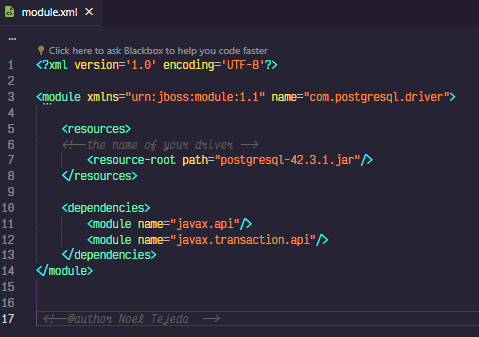 module.xml ×
...
Click here to ask Blackbox to help you code faster
1 <?xml version='1.0' encoding='UTF-8'?>
2
3 <module xmlns="urn:jboss:module:1.1" name="com.postgresql.driver">
4
5 <resources>
6 <!-- the name of your driver -->
7 <resource-root path="postgresql-42.3.1.jar"/>
8 </resources>
9
10 <dependencies>
11 <module name="javax.api"/>
12 <module name="javax.transaction.api"/>
13 </dependencies>
14 </module>
15
16
17 <!-- @author Noel Tejeda -->